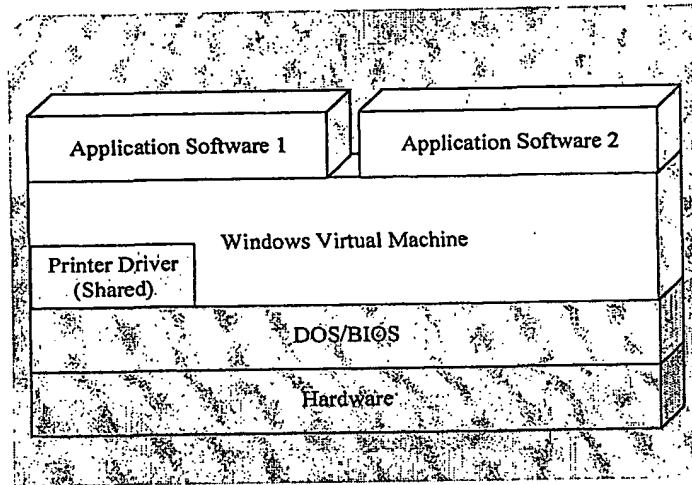 Application Software 1
Application Software 2
Windows Virtual Machine
Printer Driver
(Shared)
DOS/BIOS
Hardware